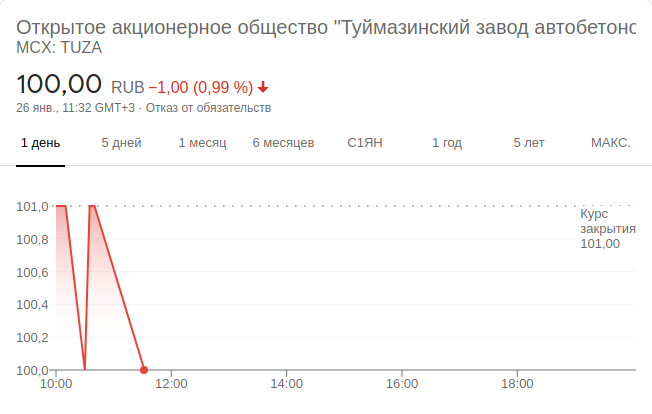 Открытое акционерное общество "Туймазинский завод автобетоно
MCX: TUZA
100,00 RUB −1,00 (0,99 %)
26 янв., 11:32 GMT+3 · Отказ от обязательств
1 день 5 дней 1 месяц 6 месяцев С1ЯН 1 год 5 лет МАКС.
101,0
100,8
100,6
100,4
100,2
100,0
Курс
закрытия
101,00
10:00 12:00 14:00 16:00 18:00